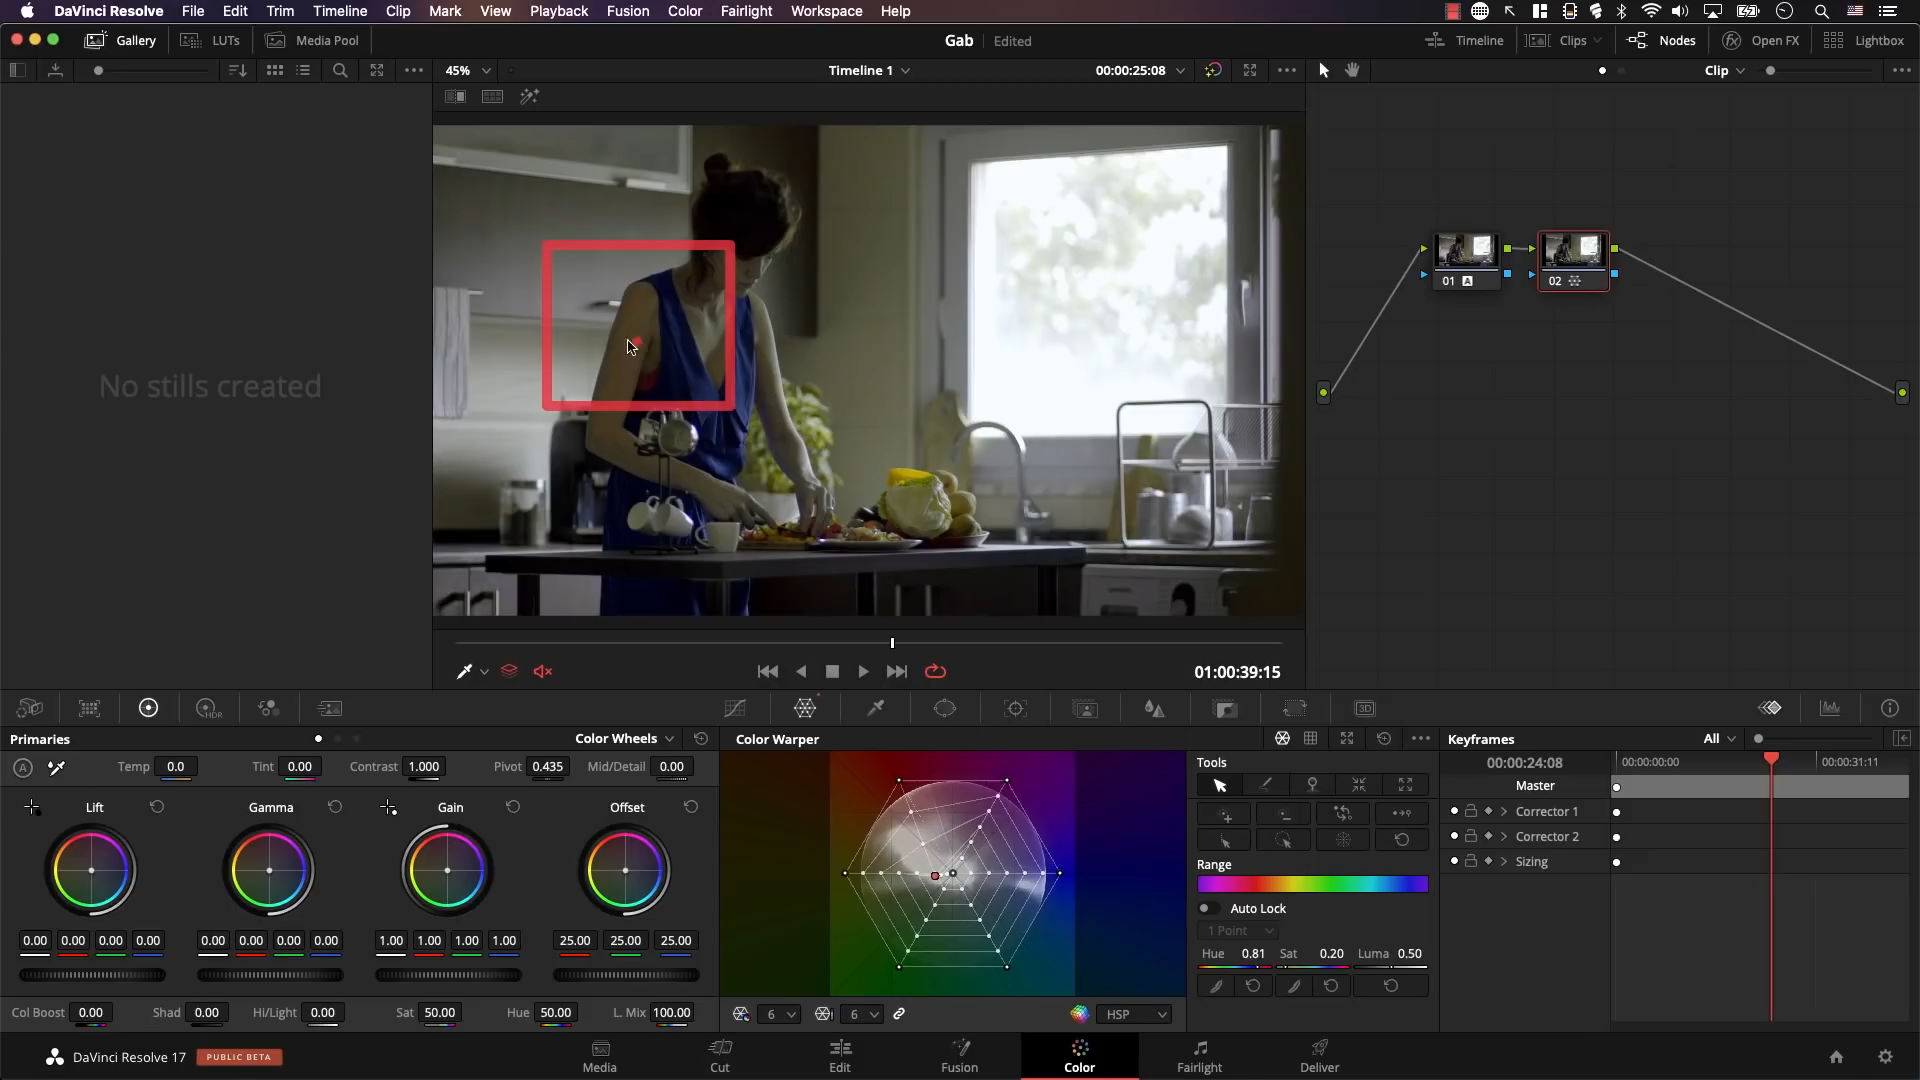 DaVinci Resolve File Edit Trim Timeline Clip Mark View Playback Fusion Color Fairlight Workspace Help
Gallery LUTs Media Pool Gab Edited Timeline Clips Nodes Open FX Lightbox
45% Timeline 1 00:00:25:08 Clip
No stills created
01 A 02
01:00:39:15
HDR 3D
Primaries Color Wheels Color Warper Keyframes All
A Temp 0.0 Tint 0.00 Contrast 1.000 Pivot 0.435 Mid/Detail 0.00 Tools 00:00:24:08 00:00:00:00 00:00:31:11
Master
Lift Gamma Gain Offset Corrector 1
Corrector 2
Range Sizing
Auto Lock
1 Point
0.00 0.00 0.00 0.00 0.00 0.00 0.00 0.00 1.00 1.00 1.00 1.00 25.00 25.00 25.00
Hue 0.81 Sat 0.20 Luma 0.50
Col Boost 0.00 Shad 0.00 Hi/Light 0.00 Sat 50.00 Hue 50.00 L. Mix 100.00 6 6 HSP
DaVinci Resolve 17 PUBLIC BETA Media Cut Edit Fusion Color Fairlight Deliver